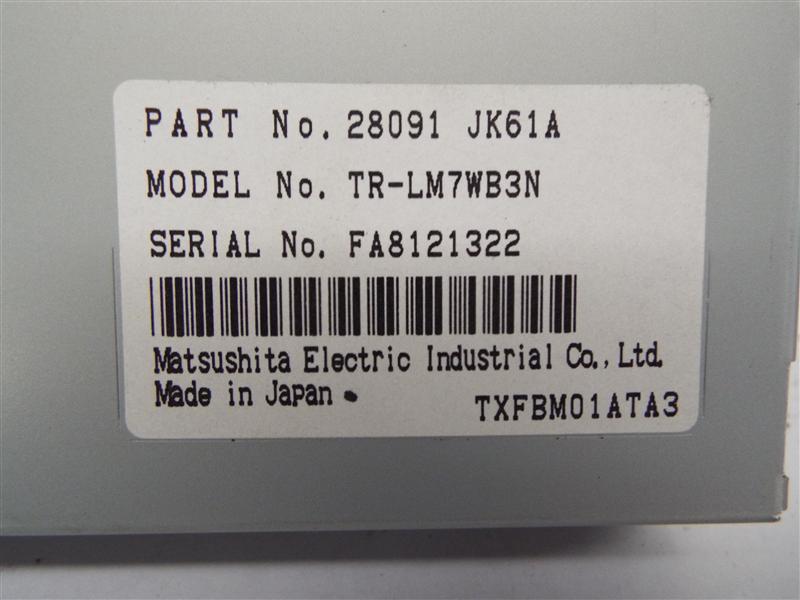 PART No. 28091 JK61A
MODEL No. TR-LM7WB3N
SERIAL No. FA8121322
Matsushita Electric Industrial Co., Ltd.
Made in Japan
TXFBM01ATA3